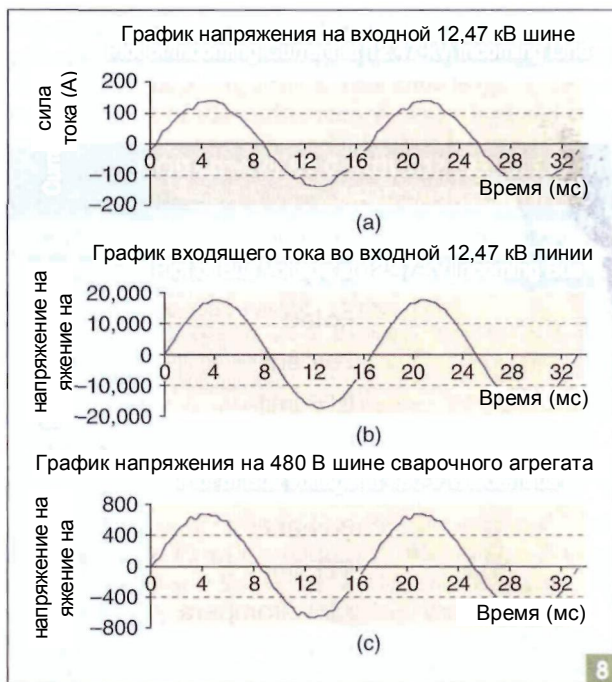 График напряжения на входной 12,47 кВ шине
сила
тока (А)
200
100
0
−100
−200
0 4 8 12 16 20 24 28 32
Время (мс)
(a)
График входящего тока во входной 12,47 кВ линии
напряжение на
яжение на
20,000
10,000
0
−10,000
−20,000
0 4 8 12 16 20 24 28 32
Время (мс)
(b)
График напряжения на 480 В шине сварочного агрегата
напряжение на
яжение на
800
400
0
−400
−800
0 4 8 12 16 20 24 28 32
Время (мс)
(c)
8